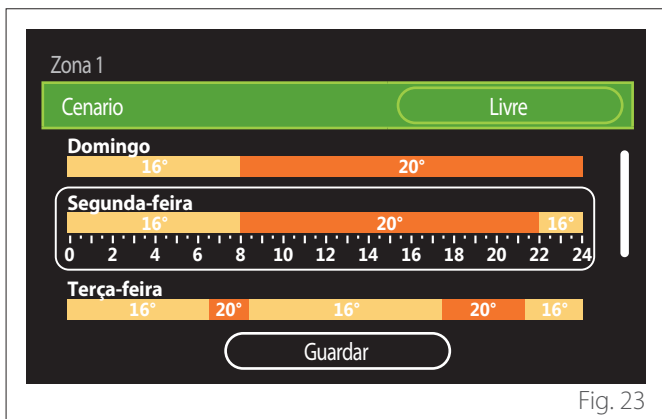 Zona 1
Cenario Livre
Domingo
16° 20°
Segunda-feira
16° 20° 16°
0 2 4 6 8 10 12 14 16 18 20 22 24
Terça-feira
16° 20° 16° 20° 16°
Guardar
Fig. 23